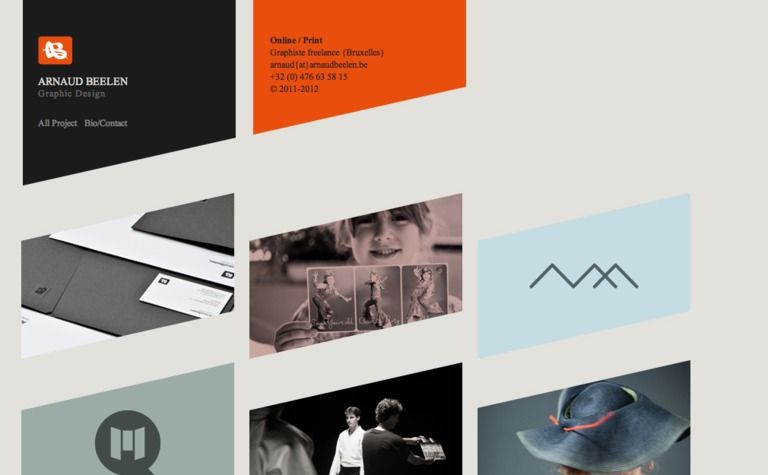 ARNAUD BEELEN
Graphic Design
All Project Bio/Contact
Online / Print
Graphiste freelance {Bruxelles}
arnaud{at}arnaudbeelen.be
+32 (0) 476 63 58 15
© 2011-2012